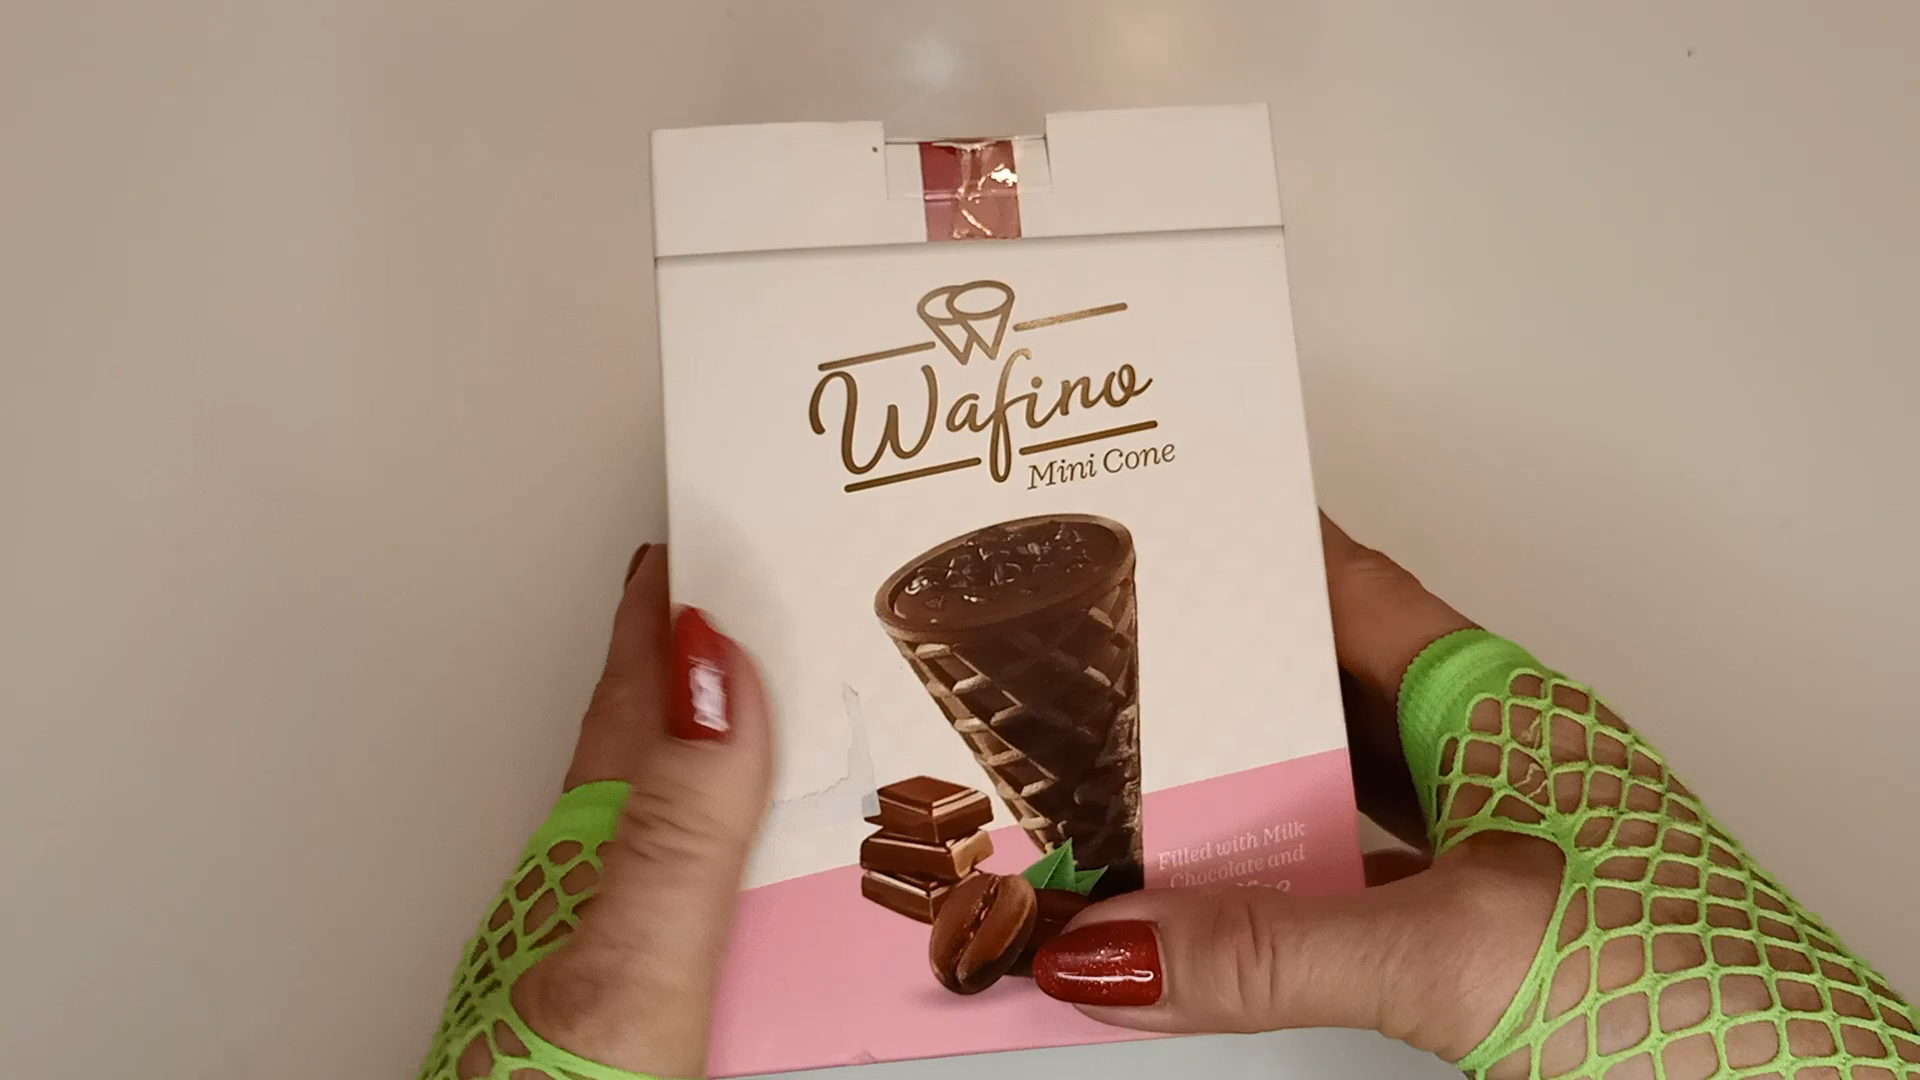 Wafino
Mini Cone
Filled with Milk
Chocolate and